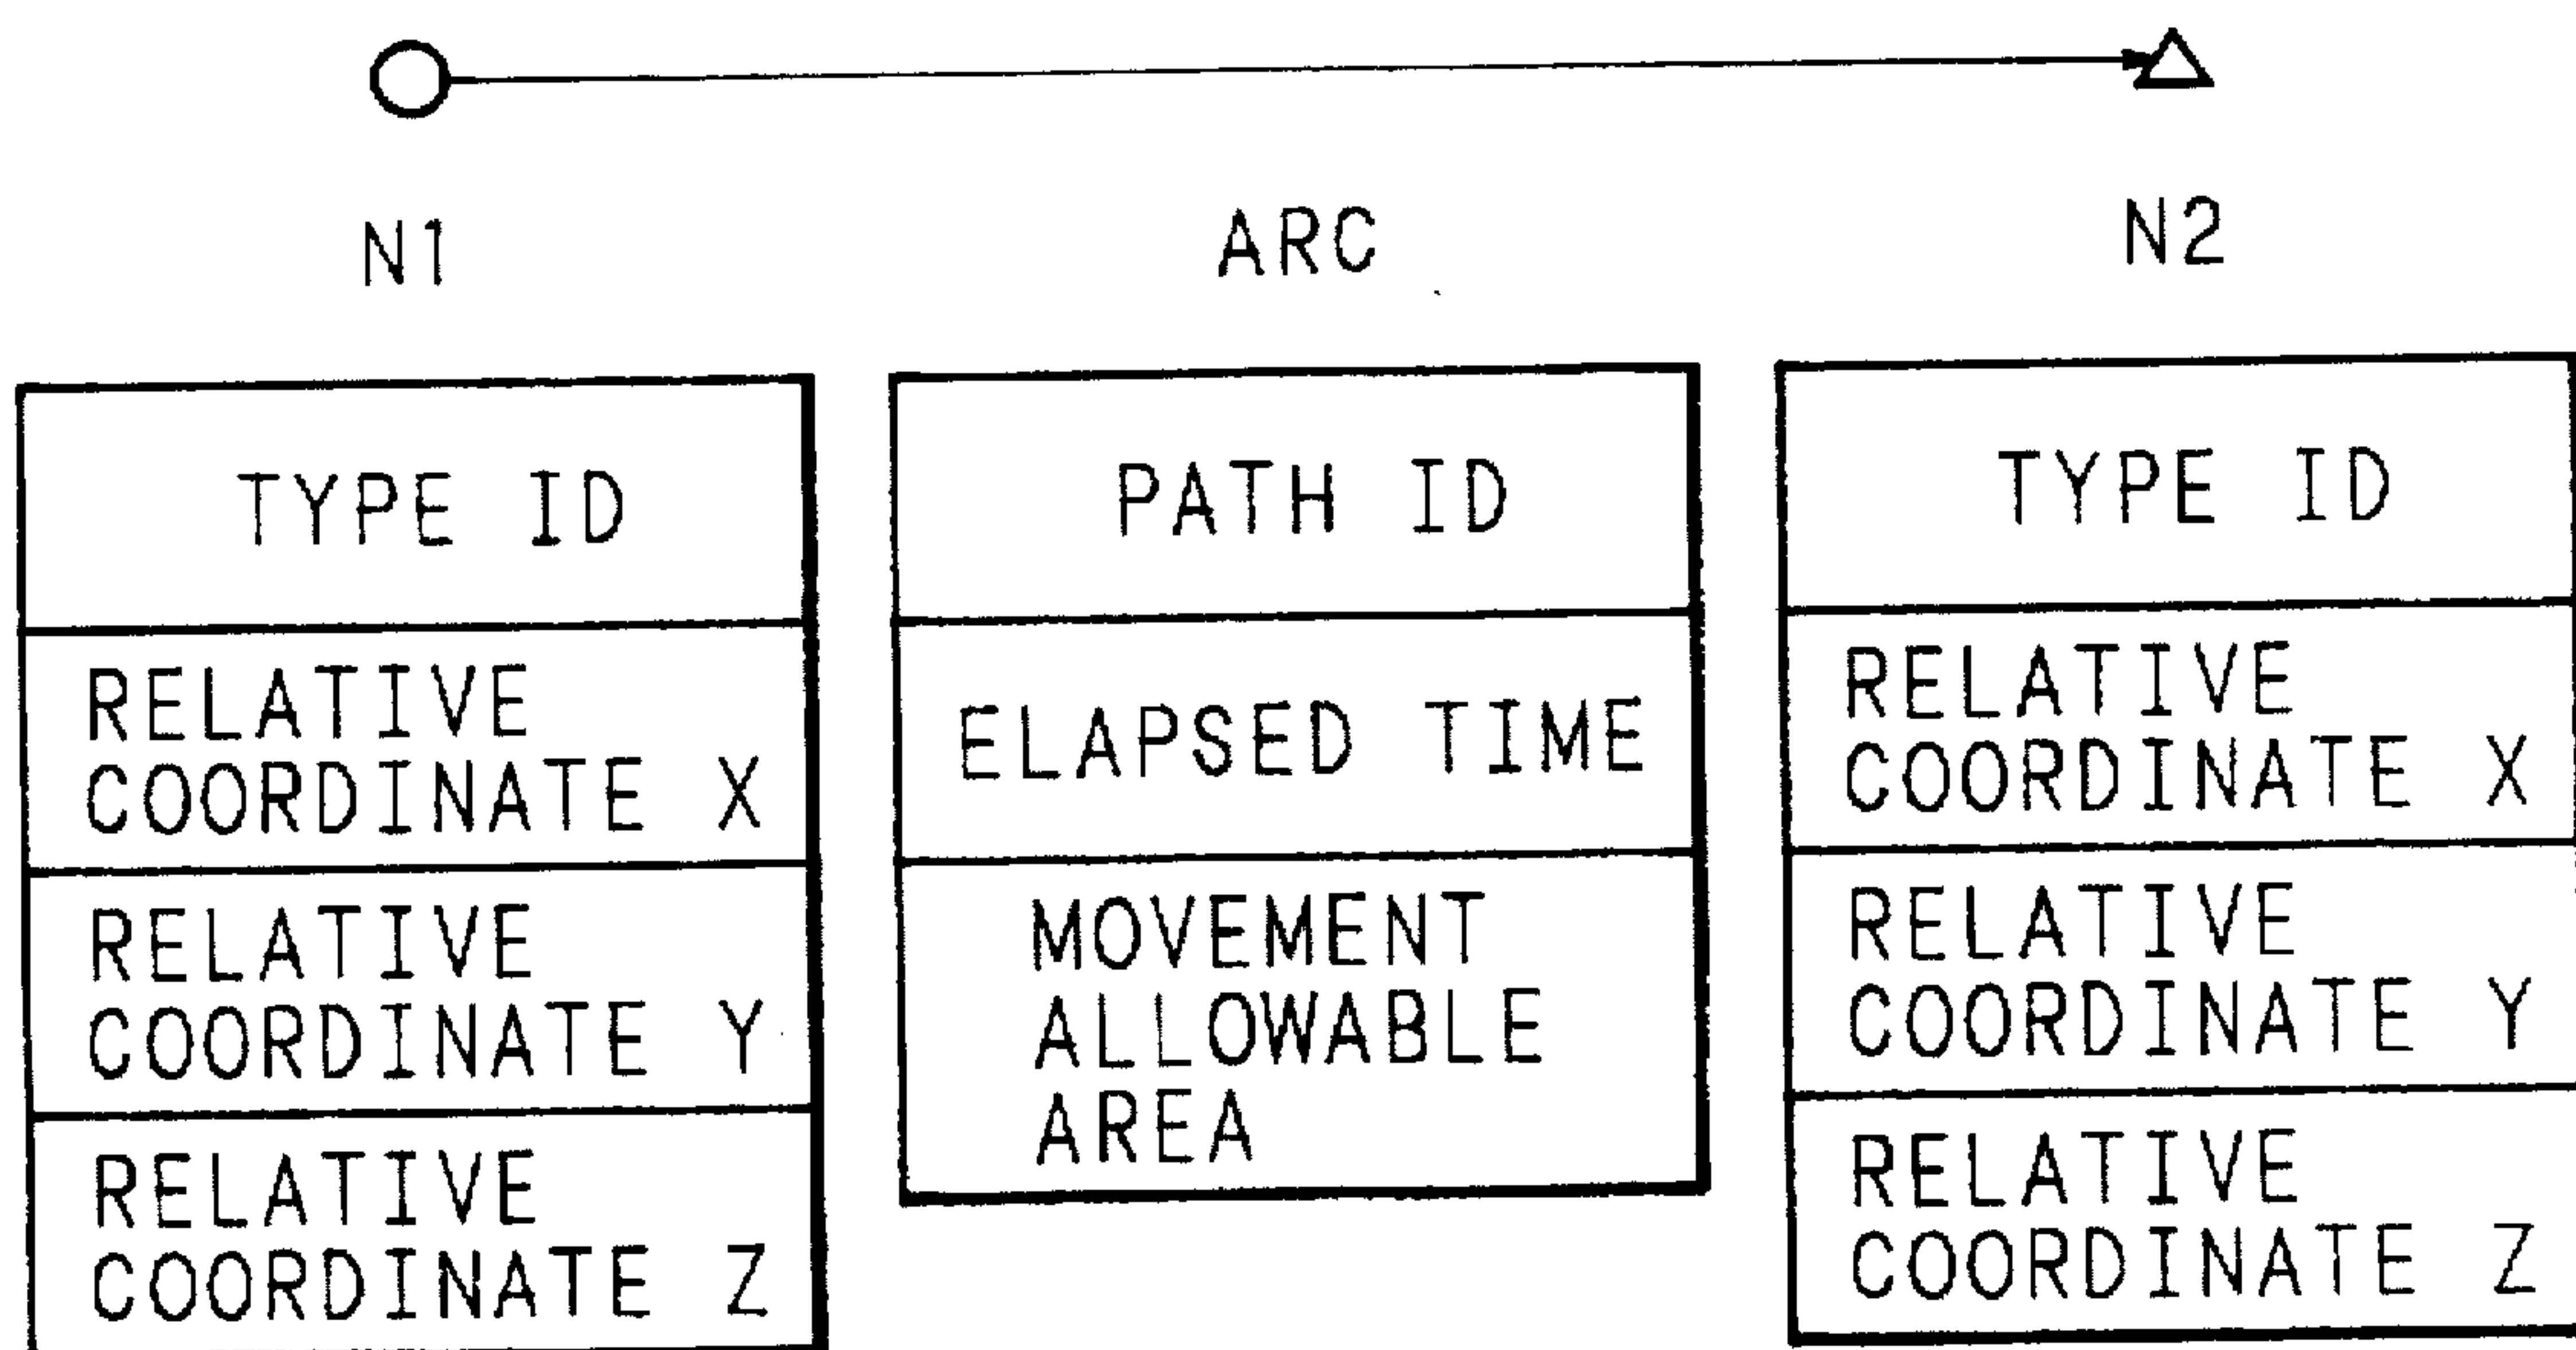 N1
ARC
N2
TYPE ID
RELATIVE
COORDINATE X
RELATIVE
COORDINATE Y
RELATIVE
COORDINATE Z
PATH ID
ELAPSED TIME
MOVEMENT
ALLOWABLE
AREA
TYPE ID
RELATIVE
COORDINATE X
RELATIVE
COORDINATE Y
RELATIVE
COORDINATE Z